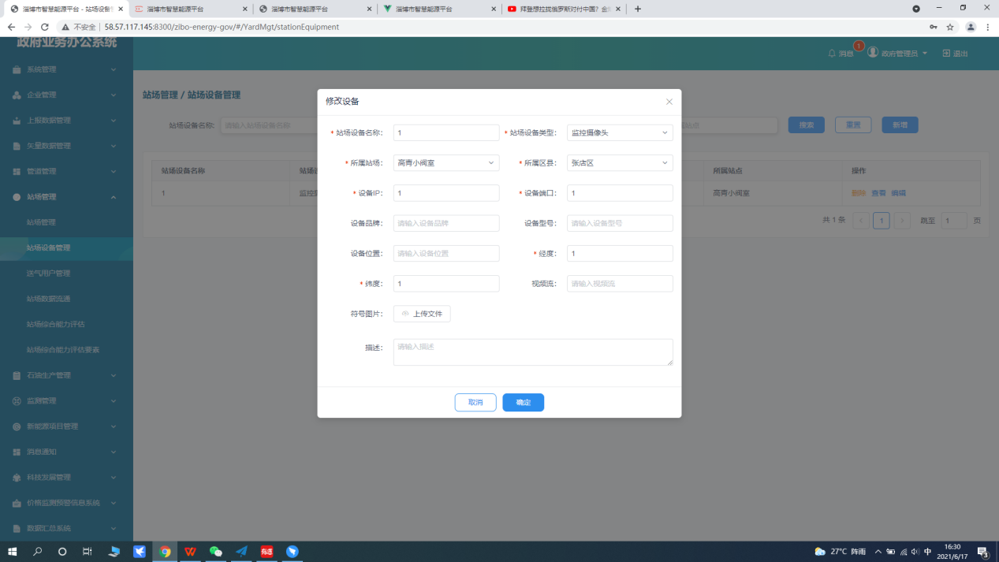 淄博市智慧能源平台 - 站场设备管 淄博市智慧能源平台 淄博市智慧能源平台 淄博市智慧能源平台 拜登想拉拢俄罗斯对付中国?
不安全 58.57.117.145:8300/zibo-energy-gov/#/YardMgt/stationEquipment
政府业务办公系统
消息 1 政府管理员 退出
系统管理
企业管理
上报数据管理
矢量数据管理
管道管理
站场管理
站场管理
站场设备管理
送气用户管理
站场数据流通
站场综合能力评估
站场综合能力评估要素
石油生产管理
监测管理
新能源项目管理
消息通知
科技发展管理
价格监测预警信息系统
数据汇总系统
站场管理 / 站场设备管理
站场设备名称: 请输入站场设备名称 搜索 重置 新增
站场设备名称 所属站点 操作
1 高青小阀室 删除 查看 编辑
共 1 条 < 1 > 跳至 1 页
修改设备
* 站场设备名称: 1 * 站场设备类型: 监控摄像头
* 所属站场: 高青小阀室 * 所属区县: 张店区
* 设备IP: 1 * 设备端口: 1
设备品牌: 请输入设备品牌 设备型号: 请输入设备型号
设备位置: 请输入设备位置 * 经度: 1
* 纬度: 1 视频流: 请输入视频流
符号图片: 上传文件
描述: 请输入描述
取消 确定
27°C 阵雨 中 16:30
2021/6/17 3